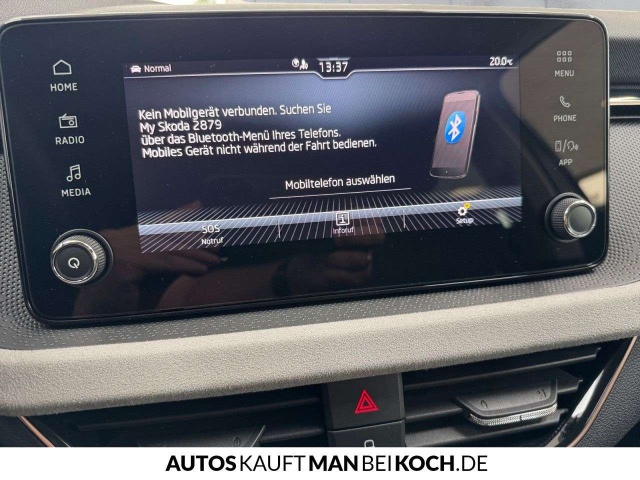 Normal
13:37
20.0°C
HOME
RADIO
MEDIA
MENU
PHONE
APP
Kein Mobilgerät verbunden. Suchen Sie
My Skoda 2879
über das Bluetooth-Menü Ihres Telefons.
Mobiles Gerät nicht während der Fahrt bedienen.
Mobiltelefon auswählen
SOS
Notruf
Inforuf
Setup
AUTOSKAUFTMANBEIKOCH.DE